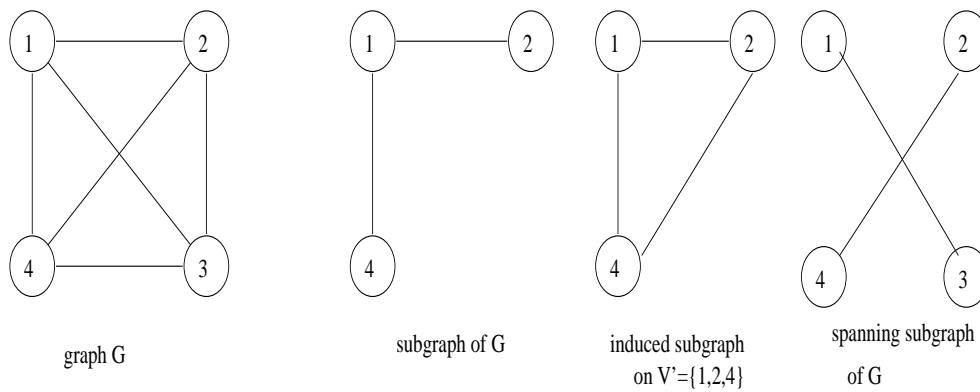 1 2
4 3
graph G
1 2
4
subgraph of G
1 2
4
induced subgraph
on V'={1,2,4}
1 2
4 3
spanning subgraph
of G